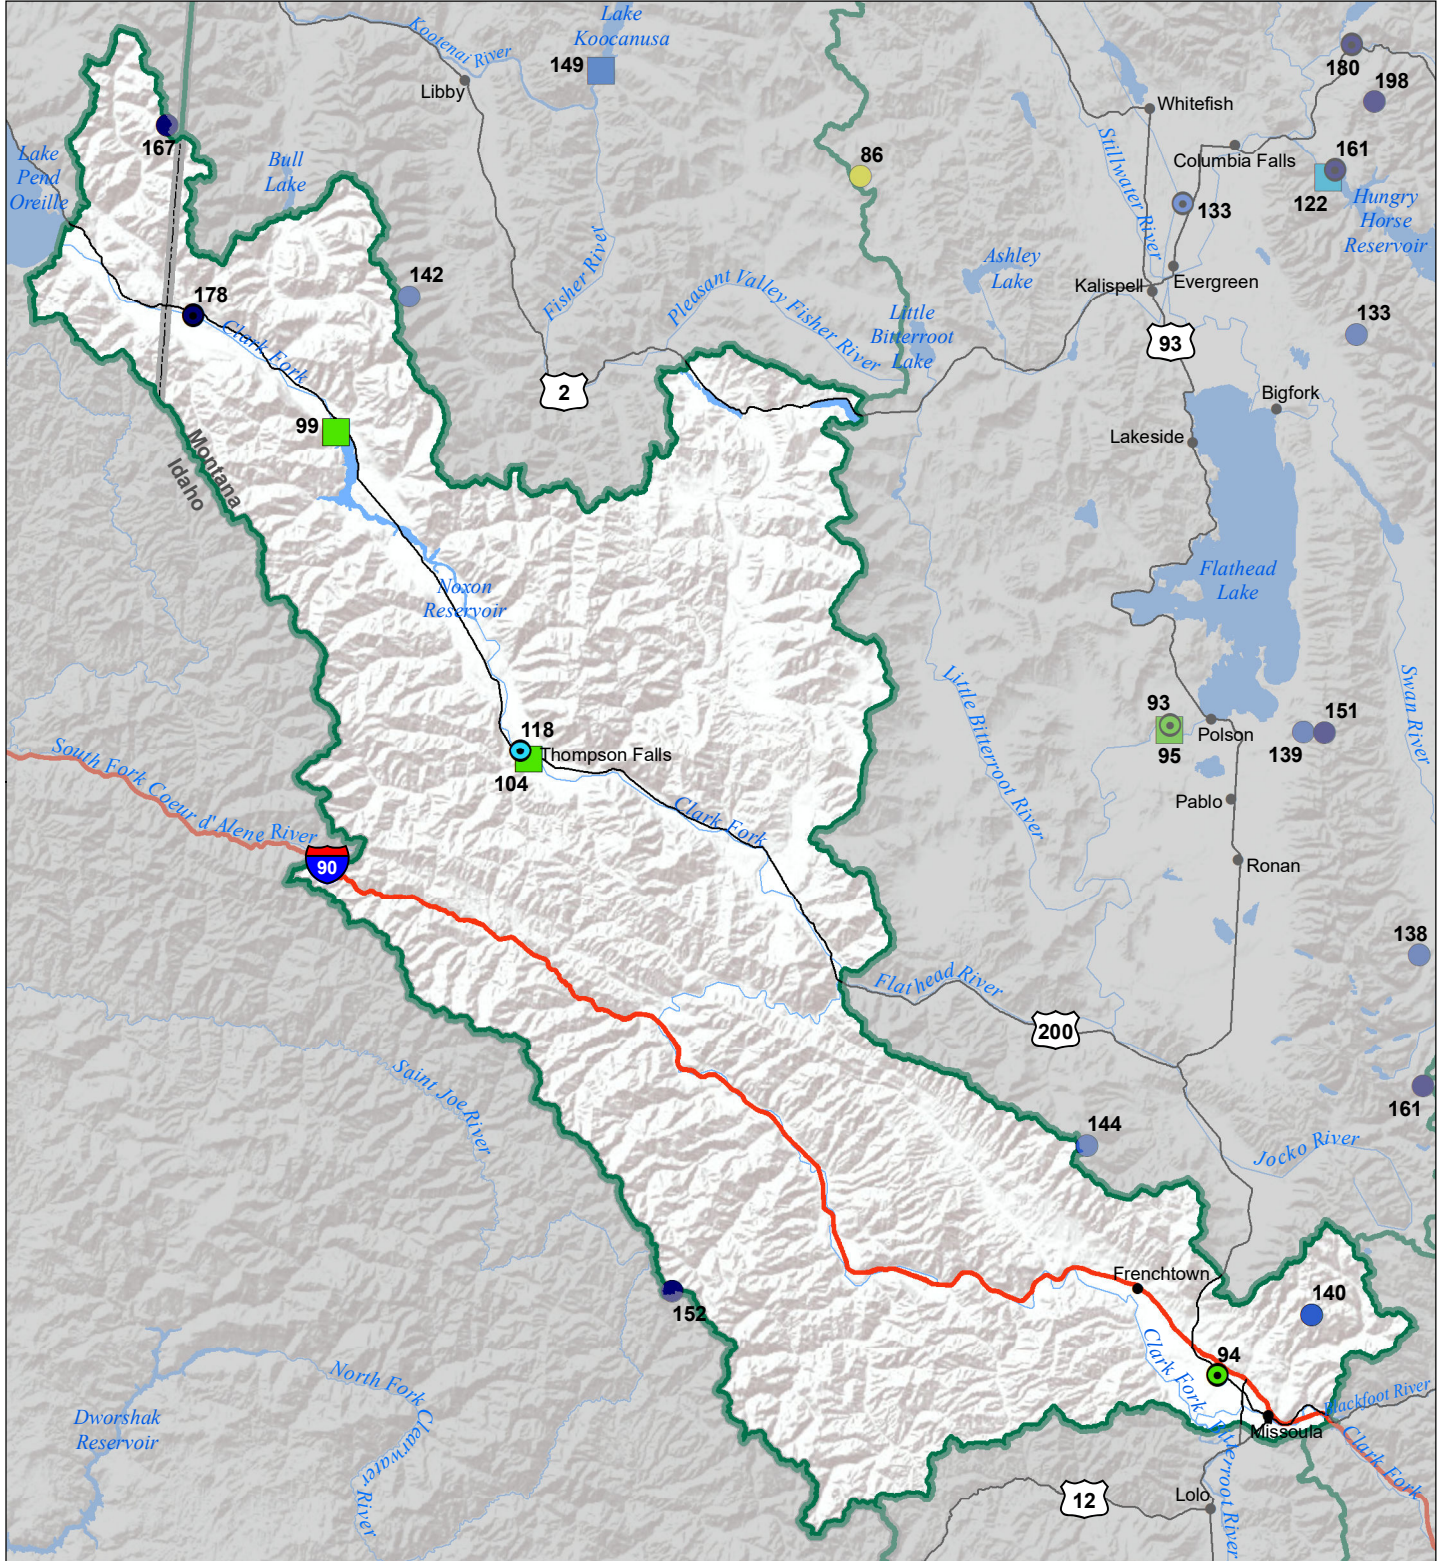 Lake
Koocanusa
Kootenai River
149
Libby
180
198
Whitefish
Stillwater River
Columbia Falls
161
122
Hungry
Horse
Reservoir
167
Lake
Pend
Oreille
Bull
Lake
86
133
142
178
Fisher River
Pleasant Valley Fisher River
Ashley
Lake
Kalispell
Evergreen
Little
Bitterroot
Lake
93
133
Clark Fork
2
Bigfork
Lakeside
99
Montana
Idaho
Noxon
Reservoir
Flathead
Lake
Little Bitterroot River
Swan River
93
95
Polson
151
139
118
Thompson Falls
104
South Fork Coeur d'Alene River
90
Clark Fork
Pablo
Ronan
138
Flathead River
200
Saint Joe River
144
161
Jocko River
152
Frenchtown
140
94
Clark Fork
North Fork Clearwater River
Dworshak
Reservoir
Blackfoot River
Missoula
Bitterroot River
Clark Fork
12
Lolo